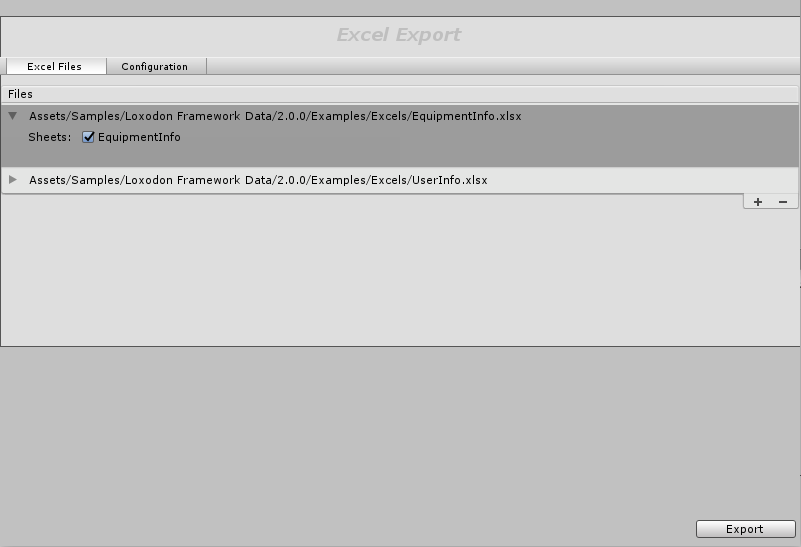 Excel Export
Excel Files
Configuration
Files
Assets/Samples/Loxodon Framework Data/2.0.0/Examples/Excels/EquipmentInfo.xlsx
Sheets: EquipmentInfo
Assets/Samples/Loxodon Framework Data/2.0.0/Examples/Excels/UserInfo.xlsx
+ −
Export